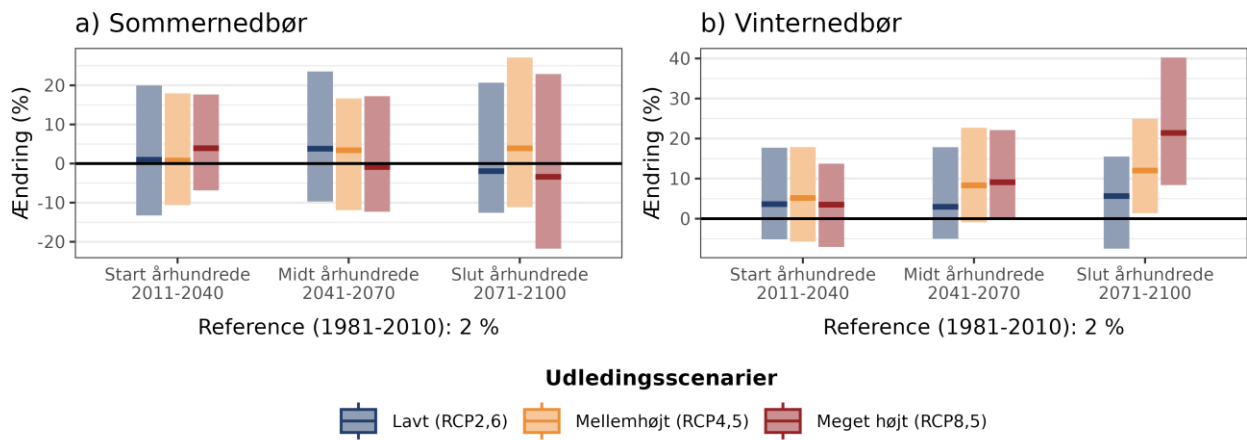 a) Sommernedbør
Ændring (%)
20
10
0
-10
-20
Start århundrede
2011-2040
Midt århundrede
2041-2070
Slut århundrede
2071-2100
Reference (1981-2010): 2 %
b) Vinternedbør
Ændring (%)
40
30
20
10
0
Start århundrede
2011-2040
Midt århundrede
2041-2070
Slut århundrede
2071-2100
Reference (1981-2010): 2 %
Udledingsscenarier
Lavt (RCP2,6)
Mellemhøjt (RCP4,5)
Meget højt (RCP8,5)